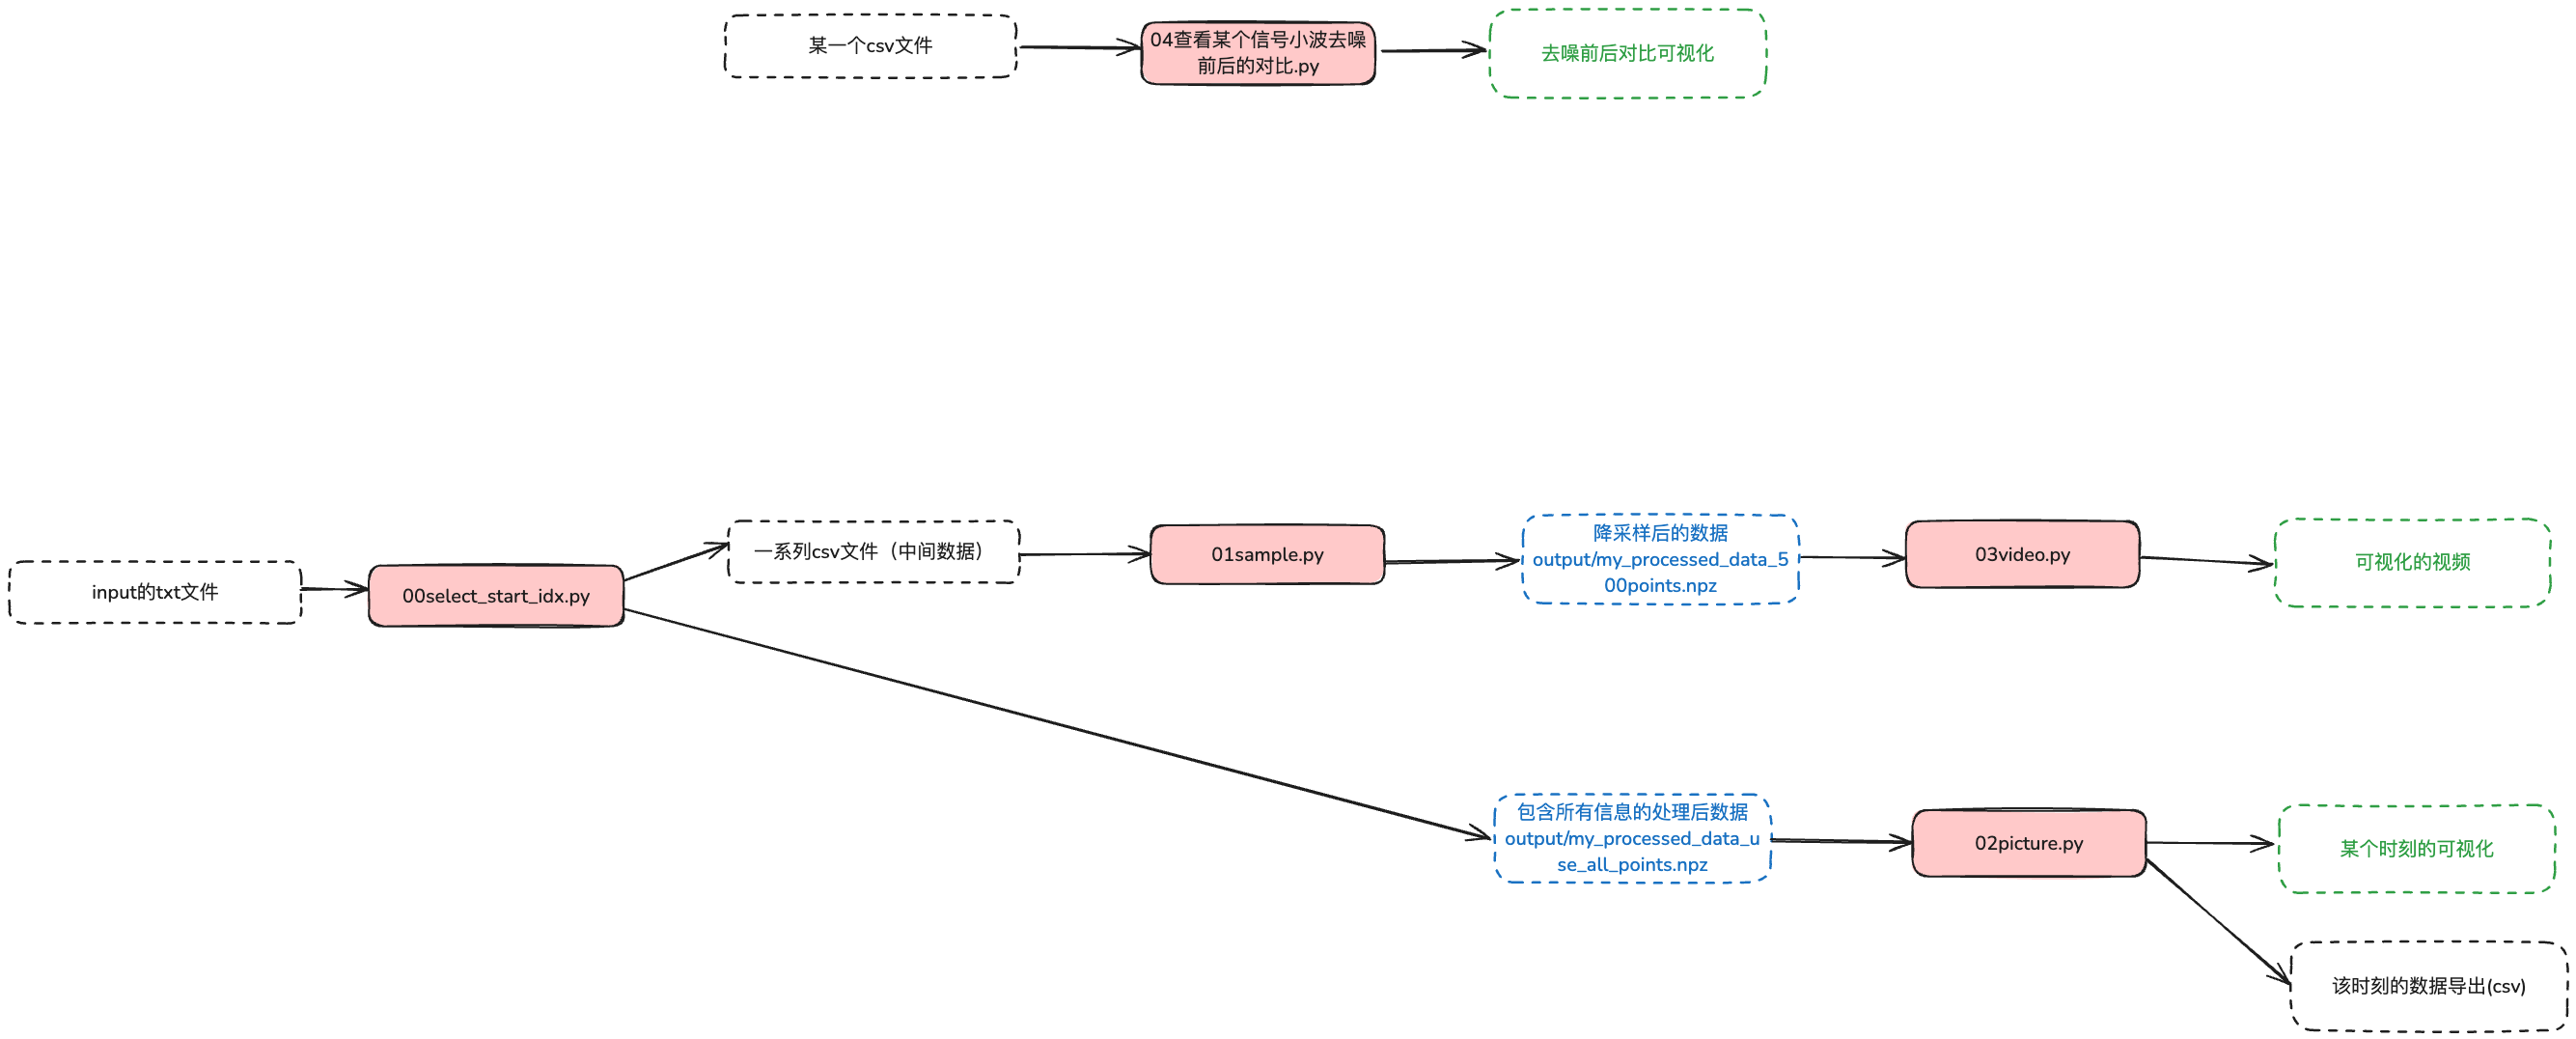 某一个csv文件
04查看某个信号小波去噪
前后的对比.py
去噪前后对比可视化
input的txt文件
00select_start_idx.py
一系列csv文件（中间数据）
01sample.py
降采样后的数据
output/my_processed_data_5
00points.npz
03video.py
可视化的视频
包含所有信息的处理后数据
output/my_processed_data_u
se_all_points.npz
02picture.py
某个时刻的可视化
该时刻的数据导出(csv)